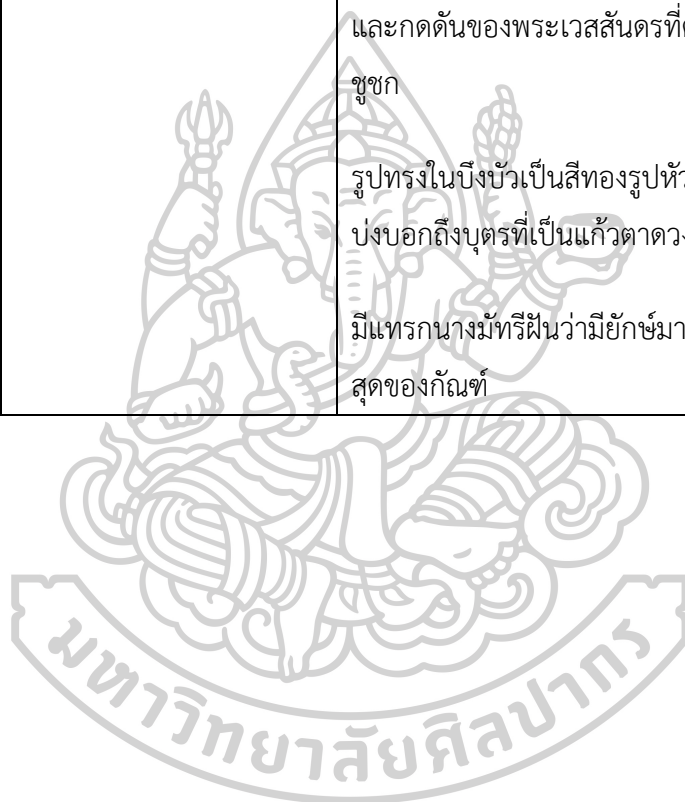 และกดดันของพระเวสสันดรที่
ชูชก
รูปทรงในบึงบัวเป็นสีทองรูปหัว
บ่งบอกถึงบุตรที่เป็นแก้วตาดวง
มีแทรกนางมัทรีฝันว่ามียักษ์มา
สุดของกัณฑ์
มหาวิทยาลัยศิลปากร